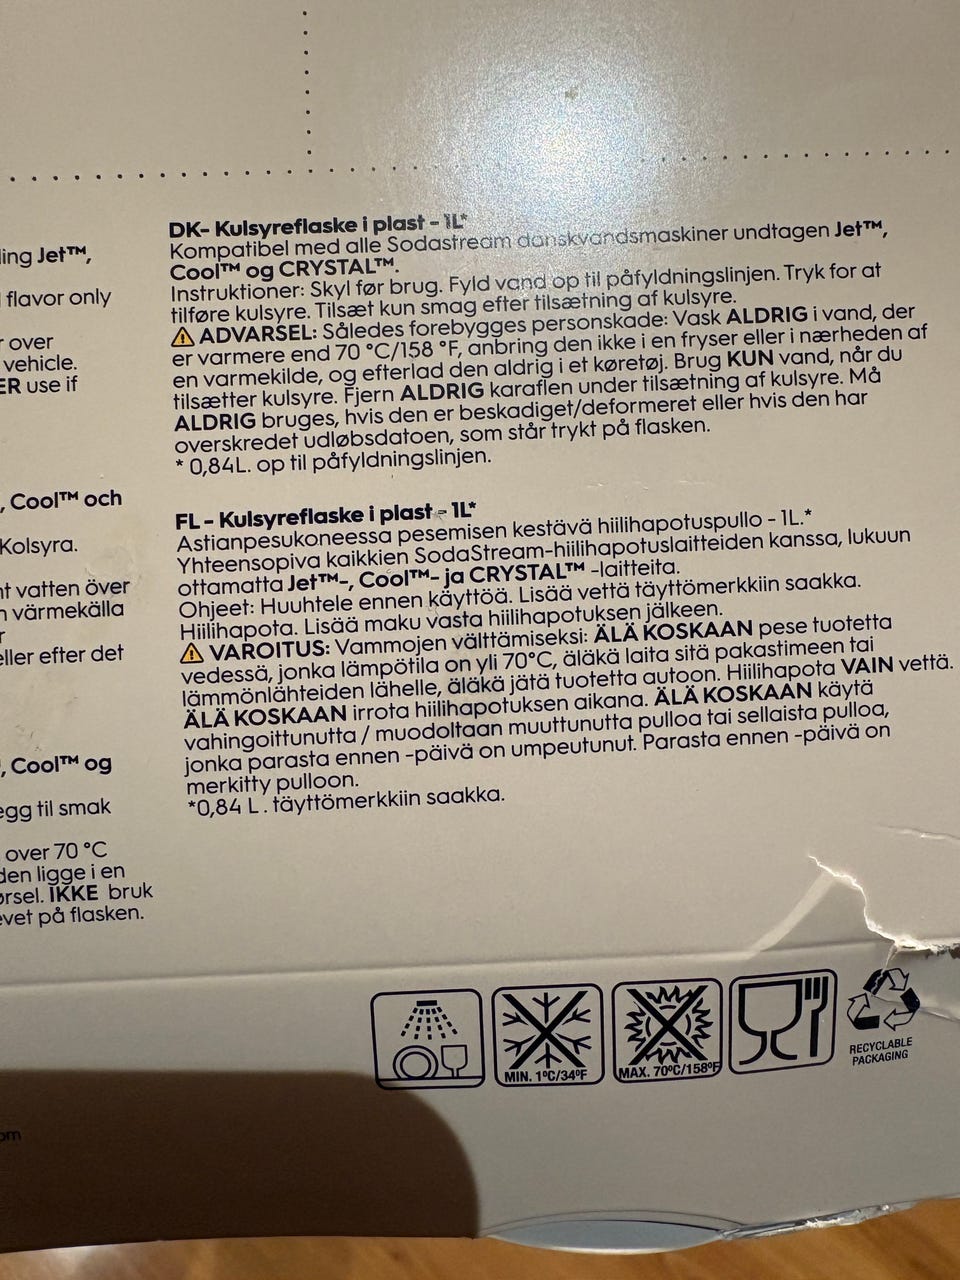 ing Jet™,
flavor only
r over
vehicle.
ER use if
, Cool™ och
Kolsyra.
nt vatten över
n värmekälla
r
eller efter det
, Cool™ og
egg til smak
over 70 °C
den ligge i en
ørsel. IKKE bruk
evet på flasken.
om
DK- Kulsyreflaske i plast - 1L*
Kompatibel med alle Sodastream danskvandsmaskiner undtagen Jet™,
Cool™ og CRYSTAL™.
Instruktioner: Skyl før brug. Fyld vand op til påfyldningslinjen. Tryk for at
tilføre kulsyre. Tilsæt kun smag efter tilsætning af kulsyre.
⚠ ADVARSEL: Således forebygges personskade: Vask ALDRIG i vand, der
er varmere end 70 °C/158 °F, anbring den ikke i en fryser eller i nærheden af
en varmekilde, og efterlad den aldrig i et køretøj. Brug KUN vand, når du
tilsætter kulsyre. Fjern ALDRIG karaflen under tilsætning af kulsyre. Må
ALDRIG bruges, hvis den er beskadiget/deformeret eller hvis den har
overskredet udløbsdatoen, som står trykt på flasken.
* 0,84L. op til påfyldningslinjen.
FL - Kulsyreflaske i plast - 1L*
Astianpesukoneessa pesemisen kestävä hiilihapotuspullo - 1L.*
Yhteensopiva kaikkien SodaStream-hiilihapotuslaitteiden kanssa, lukuun
ottamatta Jet™-, Cool™- ja CRYSTAL™ -laitteita.
Ohjeet: Huuhtele ennen käyttöä. Lisää vettä täyttömerkkiin saakka.
Hiilihapota. Lisää maku vasta hiilihapotuksen jälkeen.
⚠ VAROITUS: Vammojen välttämiseksi: ÄLÄ KOSKAAN pese tuotetta
vedessä, jonka lämpötila on yli 70°C, äläkä laita sitä pakastimeen tai
lämmönlähteiden lähelle, äläkä jätä tuotetta autoon. Hiilihapota VAIN vettä.
ÄLÄ KOSKAAN irrota hiilihapotuksen aikana. ÄLÄ KOSKAAN käytä
vahingoittunutta / muodoltaan muuttunutta pulloa tai sellaista pulloa,
jonka parasta ennen -päivä on umpeutunut. Parasta ennen -päivä on
merkitty pulloon.
*0,84 L . täyttömerkkiin saakka.
MIN. 1°C/34°F
MAX. 70°C/158°F
RECYCLABLE
PACKAGING